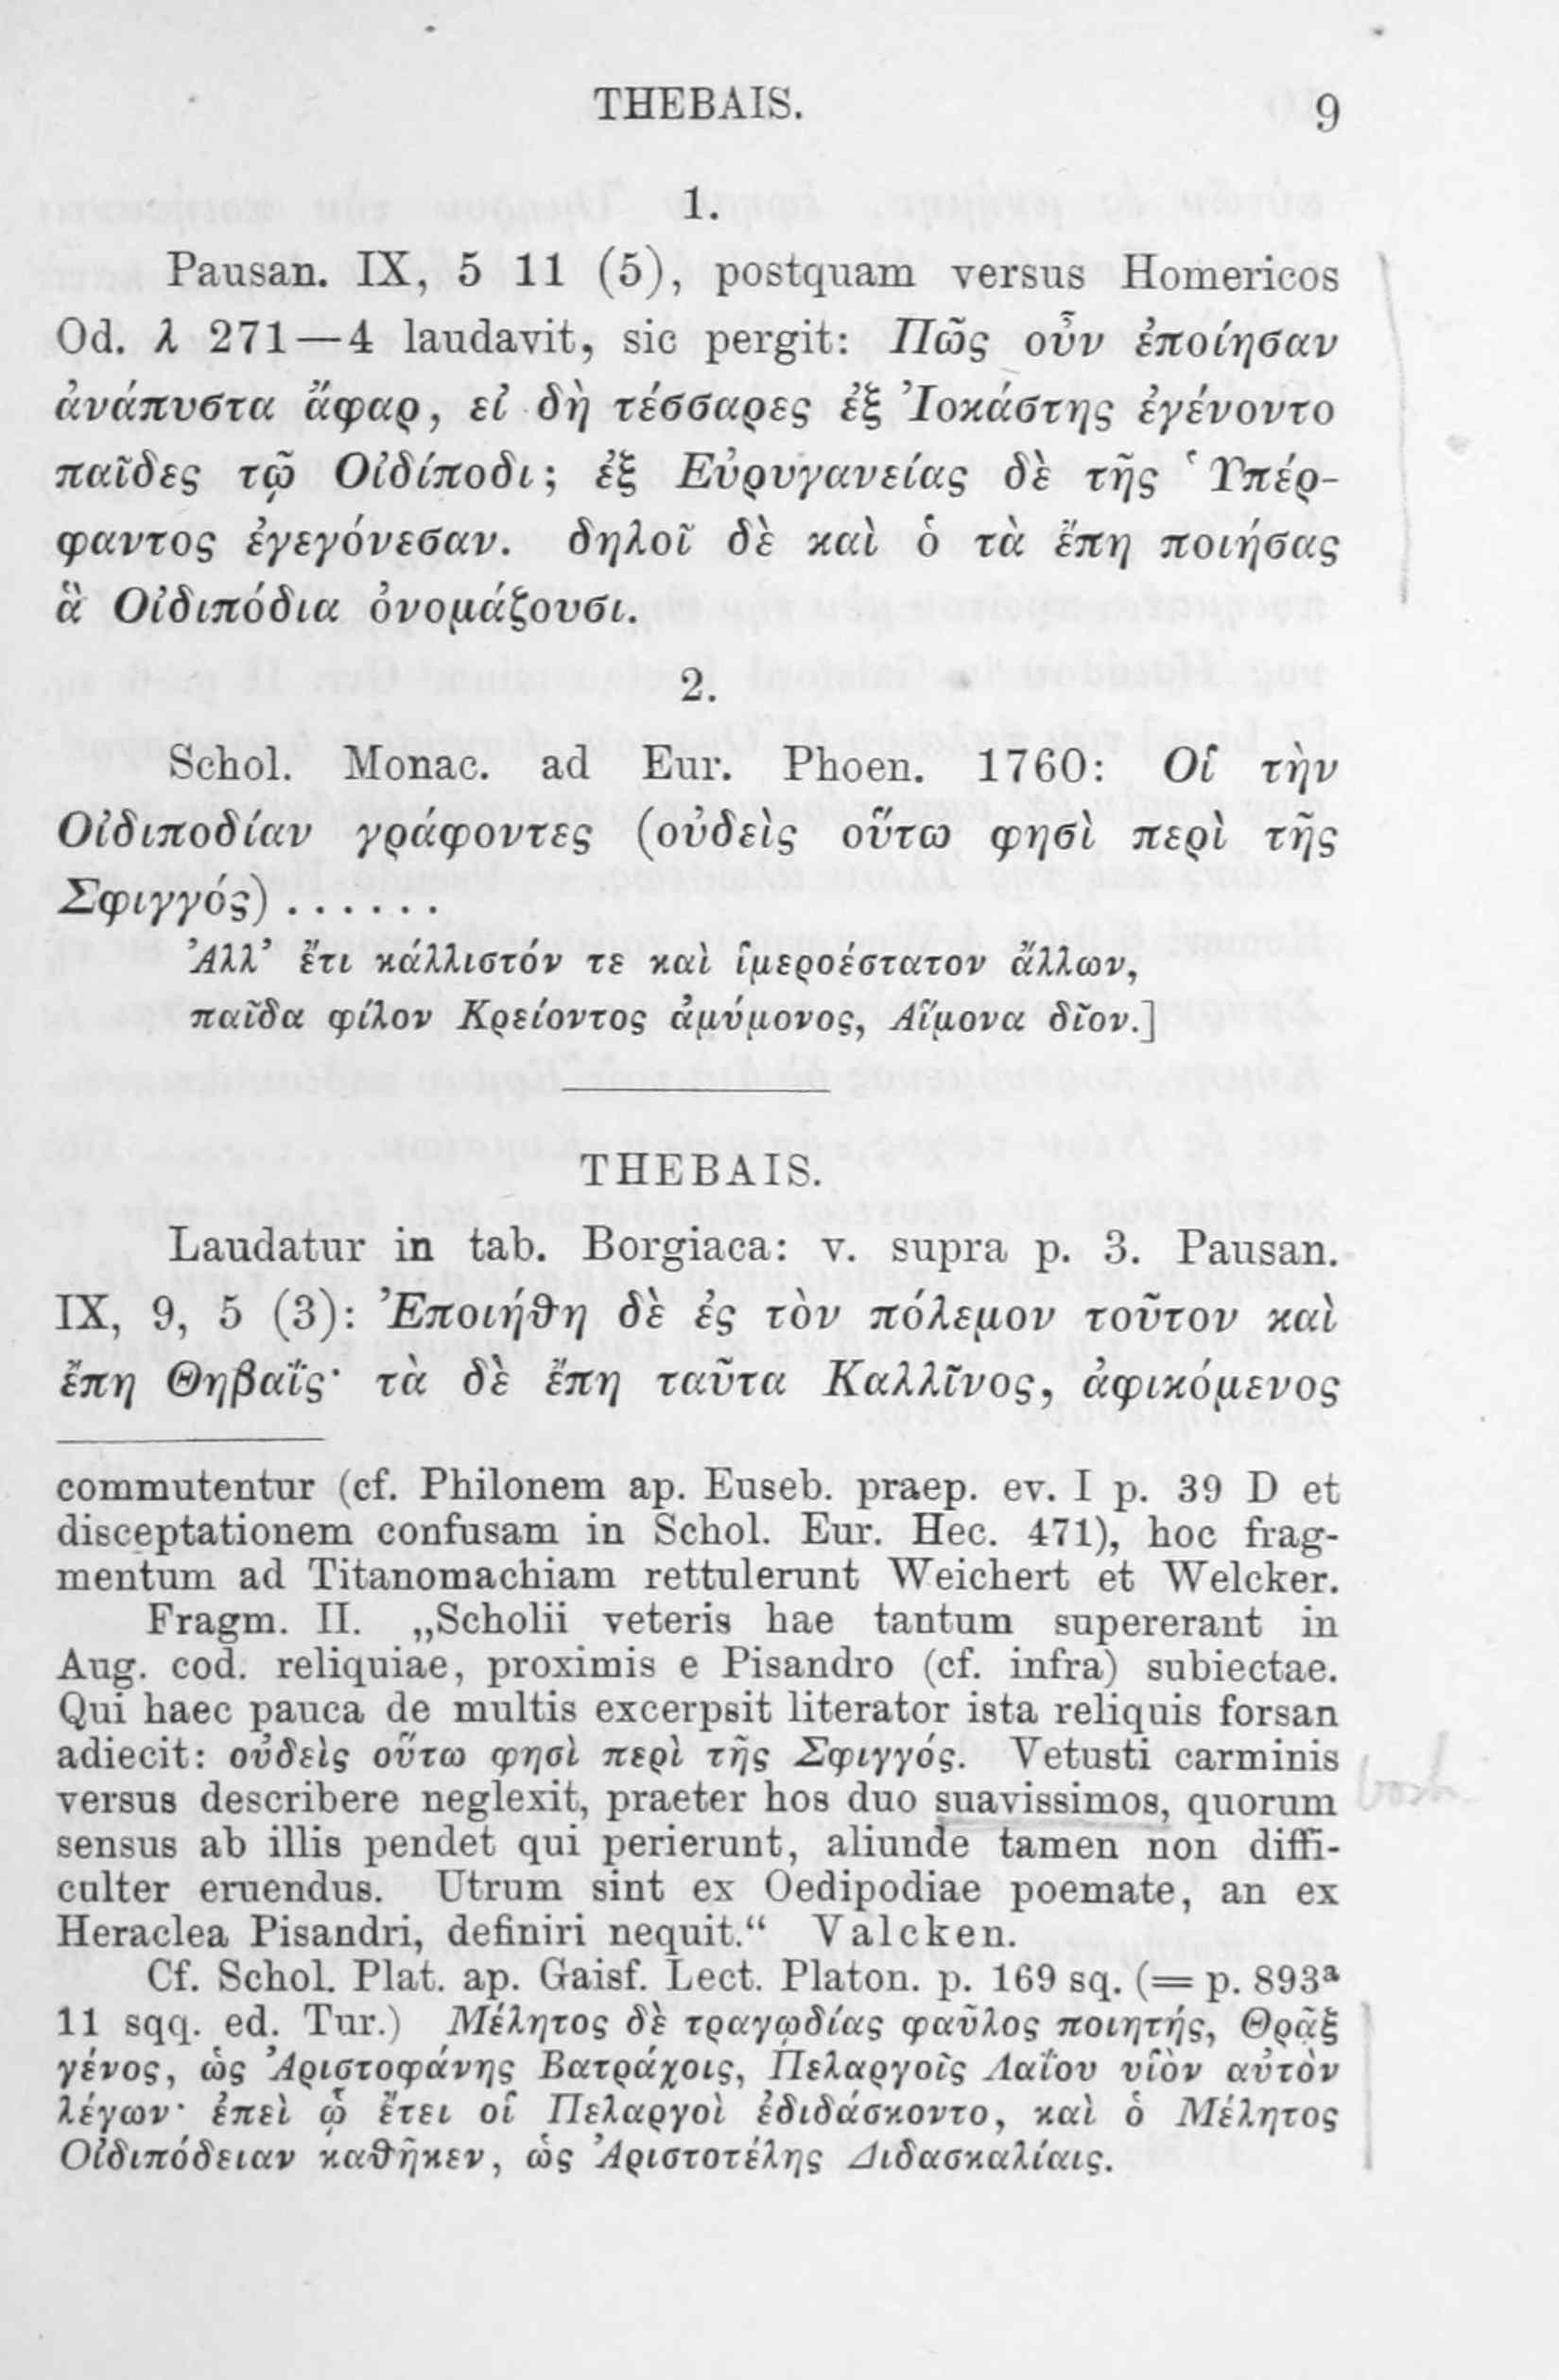 THEBAIS. 9
1.
Pausan. IX, 5 11 (5), postquam versus Homericos
Od. λ 271—4 laudavit, sic pergit: Πῶς οὖν ἐποίησαν
ἀνάπυστα ἄφαρ, εἰ δὴ τέσσαρες ἐξ Ἰοκάστης ἐγένοντο
παῖδες τῷ Οἰδίποδι; ἐξ Εὐρυγανείας δὲ τῆς Ὑπέρ-
φαντος ἐγεγόνεσαν. δηλοῖ δὲ καὶ ὁ τὰ ἔπη ποιήσας
ἃ Οἰδιπόδια ὀνομάζουσι.
2.
Schol. Monac. ad Eur. Phoen. 1760: Οἱ τὴν
Οἰδιποδίαν γράφοντες (οὐδεὶς οὕτω φησὶ περὶ τῆς
Σφιγγός) ......
Ἀλλ’ ἔτι κάλλιστόν τε καὶ ἱμεροέστατον ἄλλων,
παῖδα φίλον Κρείοντος ἀμύμονος, Αἵμονα δῖον.]
THEBAIS.
Laudatur in tab. Borgiaca: v. supra p. 3. Pausan.
IX, 9, 5 (3): Ἐποιήθη δὲ ἐς τὸν πόλεμον τοῦτον καὶ
ἔπη Θηβαΐς· τὰ δὲ ἔπη ταῦτα Καλλῖνος, ἀφικόμενος
commutentur (cf. Philonem ap. Euseb. praep. ev. I p. 39 D et
disceptationem confusam in Schol. Eur. Hec. 471), hoc frag-
mentum ad Titanomachiam rettulerunt Weichert et Welcker.
Fragm. II. „Scholii veteris hae tantum supererant in
Aug. cod. reliquiae, proximis e Pisandro (cf. infra) subiectae.
Qui haec pauca de multis excerpsit literator ista reliquis forsan
adiecit: οὐδεὶς οὕτω φησὶ περὶ τῆς Σφιγγός. Vetusti carminis
versus describere neglexit, praeter hos duo suavissimos, quorum
sensus ab illis pendet qui perierunt, aliunde tamen non diffi-
culter eruendus. Utrum sint ex Oedipodiae poemate, an ex
Heraclea Pisandri, definiri nequit.“ Valcken.
Cf. Schol. Plat. ap. Gaisf. Lect. Platon. p. 169 sq. (= p. 893ᵃ
11 sqq. ed. Tur.) Μέλητος δὲ τραγῳδίας φαῦλος ποιητής, Θρᾷξ
γένος, ὡς Ἀριστοφάνης Βατράχοις, Πελαργοῖς Λαΐου υἱὸν αὐτὸν
λέγων· ἐπεὶ ᾧ ἔτει οἱ Πελαργοὶ ἐδιδάσκοντο, καὶ ὁ Μέλητος
Οἰδιπόδειαν καθῆκεν, ὡς Ἀριστοτέλης Διδασκαλίαις.